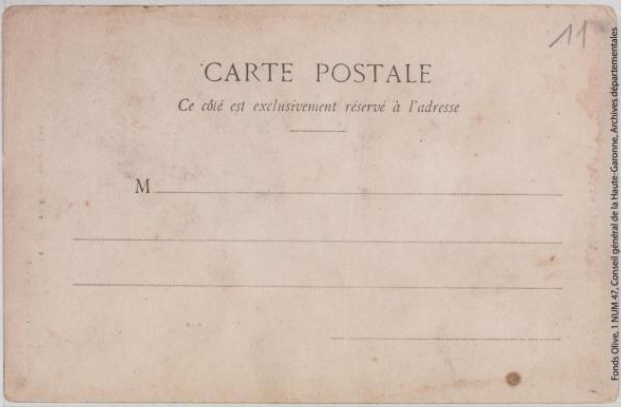 11
CARTE POSTALE
Ce côté est exclusivement réservé à l'adresse
M
Fonds Olive, 1 NUM 47, Conseil général de la Haute-Garonne, Archives départementales